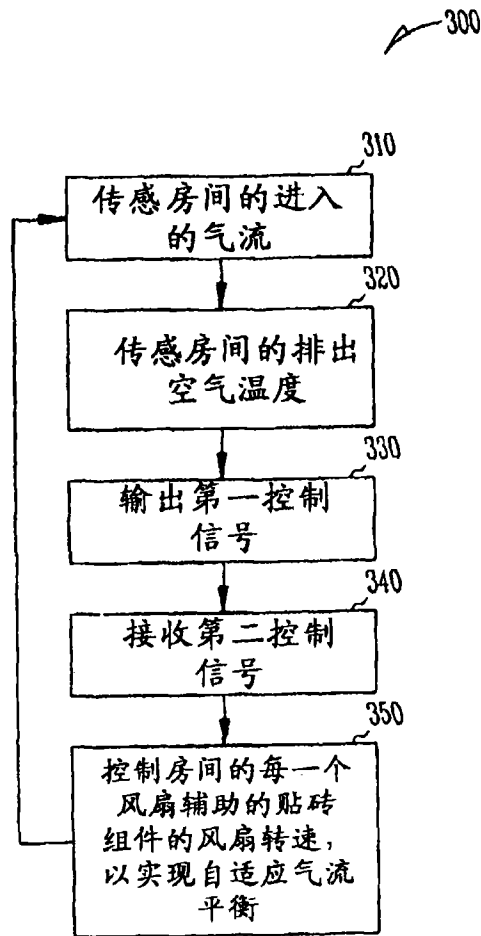 300
310
传感房间的进入
的气流
320
传感房间的排出
空气温度
330
输出第一控制
信号
340
接收第二控制
信号
350
控制房间的每一个
风扇辅助的贴砖
组件的风扇转速，
以实现自适应气流
平衡